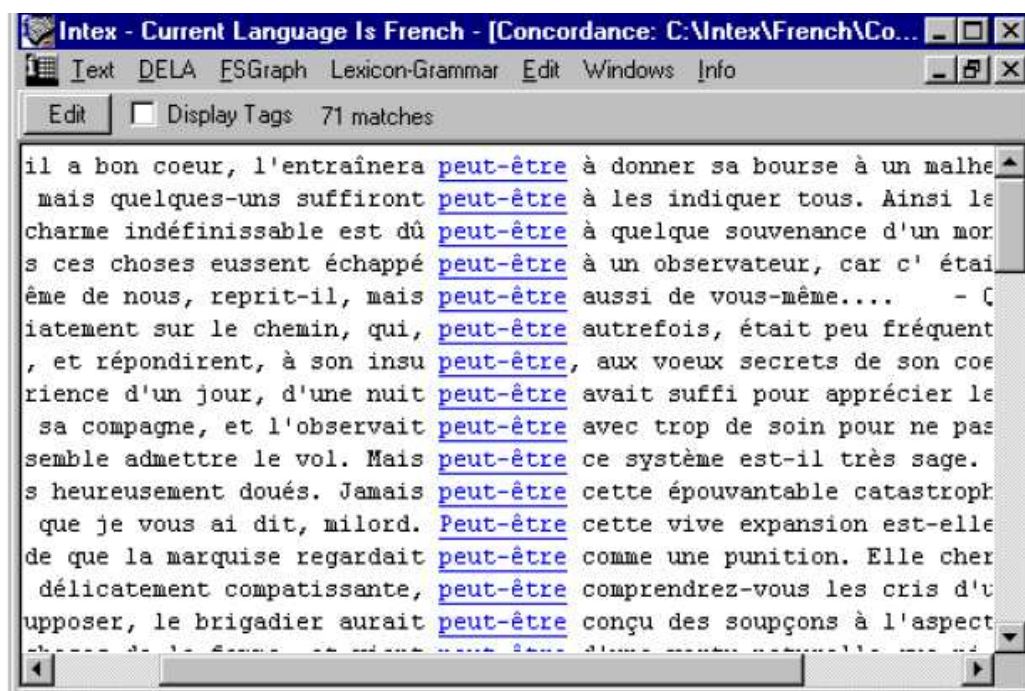 Intex - Current Language Is French - [Concordance: C:\Intex\French\Co...
Text DELA FSGraph Lexicon-Grammar Edit Windows Info
Edit Display Tags 71 matches
il a bon coeur, l'entraînera peut-être à donner sa bourse à un malhe
mais quelques-uns suffiront peut-être à les indiquer tous. Ainsi le
charme indéfinissable est dû peut-être à quelque souvenance d'un mor
s ces choses eussent échappé peut-être à un observateur, car c' étai
ême de nous, reprit-il, mais peut-être aussi de vous-même.... - Q
iatement sur le chemin, qui, peut-être autrefois, était peu fréquent
, et répondirent, à son insu peut-être, aux voeux secrets de son coe
rience d'un jour, d'une nuit peut-être avait suffi pour apprécier le
sa compagne, et l'observait peut-être avec trop de soin pour ne pas
semble admettre le vol. Mais peut-être ce système est-il très sage.
s heureusement doués. Jamais peut-être cette épouvantable catastroph
que je vous ai dit, milord. Peut-être cette vive expansion est-elle
de que la marquise regardait peut-être comme une punition. Elle cher
délicatement compatissante, peut-être comprendrez-vous les cris d'u
upposer, le brigadier aurait peut-être conçu des soupçons à l'aspect